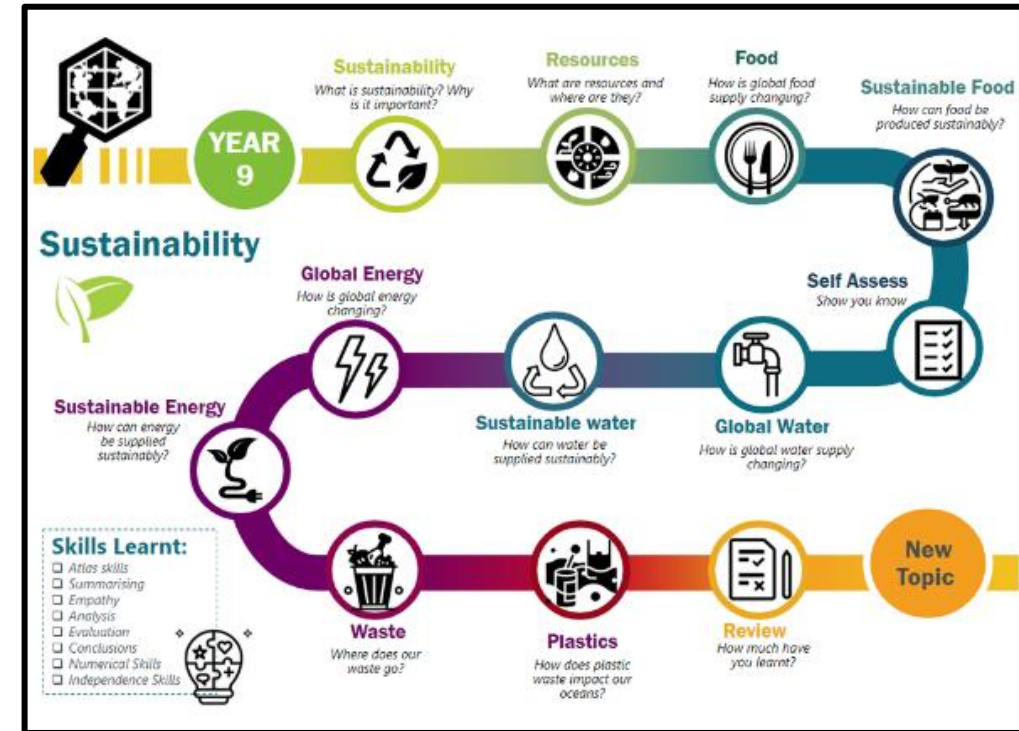 Sustainability
What is sustainability? Why
is it important?
Resources
What are resources and
where are they?
Food
How is global food
supply changing?
Sustainable Food
How can food be
produced sustainably?
YEAR
9
Sustainability
Self Assess
Show you know
Global Water
How is global water supply
changing?
Sustainable water
How can water be
supplied sustainably?
Global Energy
How is global energy
changing?
Sustainable Energy
How can energy
be supplied
sustainably?
Waste
Where does our
waste go?
Plastics
How does plastic
waste impact our
oceans?
Review
How much have
you learnt?
New
Topic
Skills Learnt:
Atlas skills
Summarising
Empathy
Analysis
Evaluation
Conclusions
Numerical Skills
Independence Skills